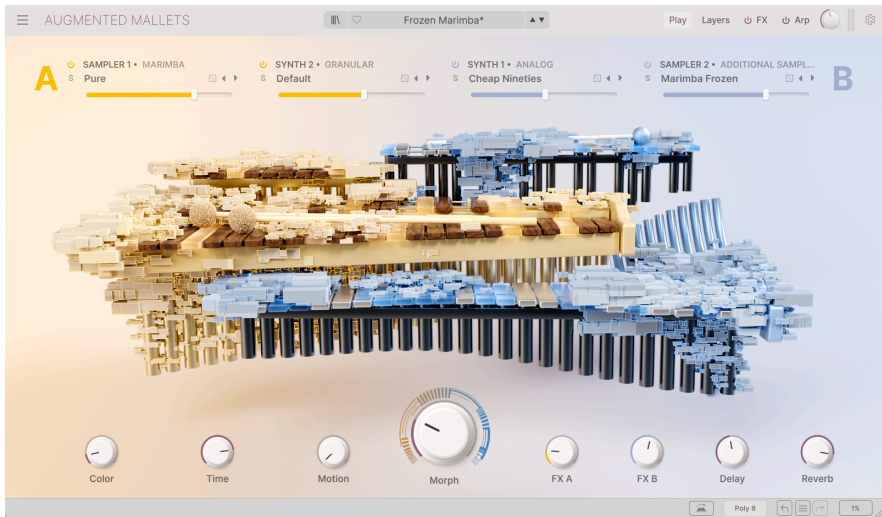 AUGMENTED MALLETS
Frozen Marimba*
Play Layers FX Arp
A
SAMPLER 1 • MARIMBA
S Pure
SYNTH 2 • GRANULAR
S Default
SYNTH 1 • ANALOG
S Cheap Nineties
SAMPLER 2 • ADDITIONAL SAMPL...
S Marimba Frozen
B
Color
Time
Motion
Morph
FX A
FX B
Delay
Reverb
Poly 8
1%